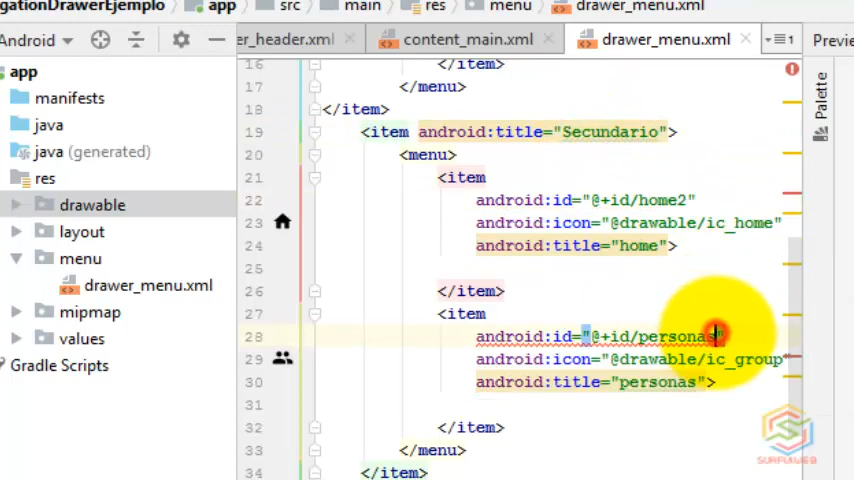 gationDrawerEjemplo app src main res menu drawer_menu.xml
Android er_header.xml content_main.xml drawer_menu.xml ≡1 Previe
app
manifests
java
java (generated)
res
drawable
layout
menu
drawer_menu.xml
mipmap
values
Gradle Scripts
16 </item>
17 </menu>
18 </item>
19 <item android:title="Secundario">
20 <menu>
21 <item
22 android:id="@+id/home2"
23 android:icon="@drawable/ic_home"
24 android:title="home">
25
26 </item>
27 <item
28 android:id="@+id/personas"
29 android:icon="@drawable/ic_group"
30 android:title="personas">
31
32 </item>
33 </menu>
34 </item>
Palette
SURPULWEB